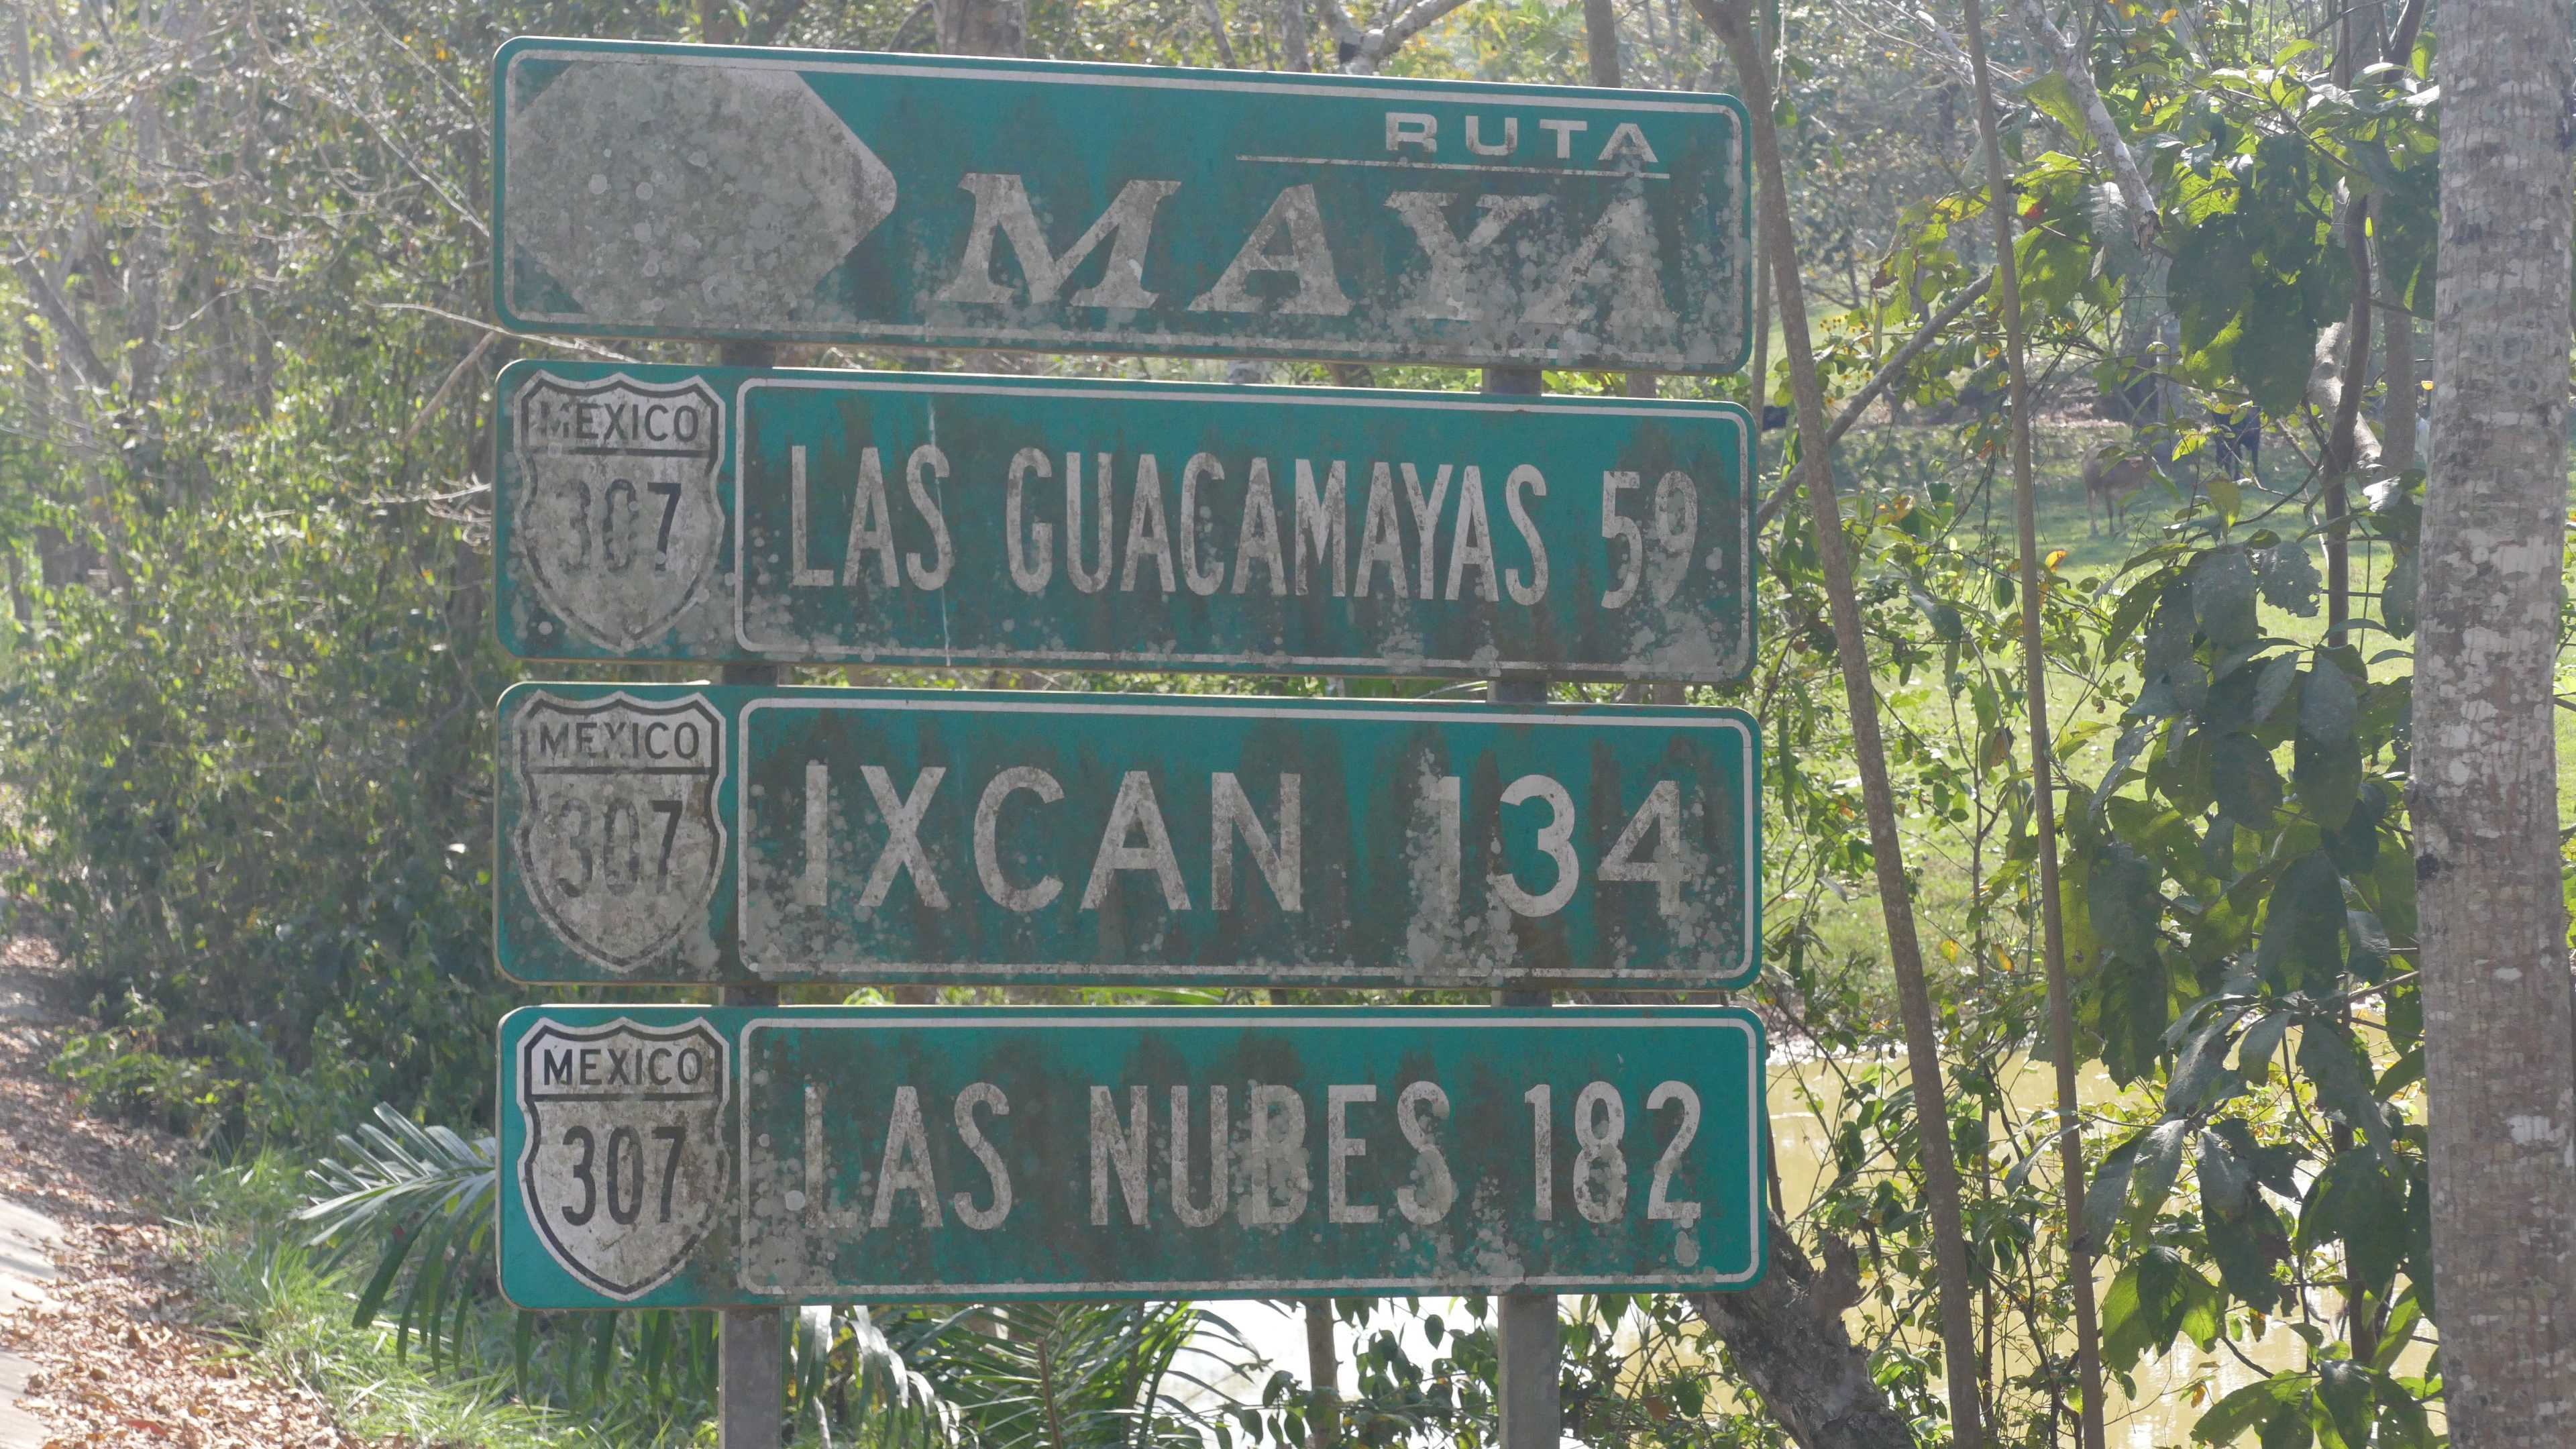 RUTA
MAYA
MEXICO
307
LAS GUACAMAYAS 59
MEXICO
307
IXCAN 134
MEXICO
307
LAS NUBES 182